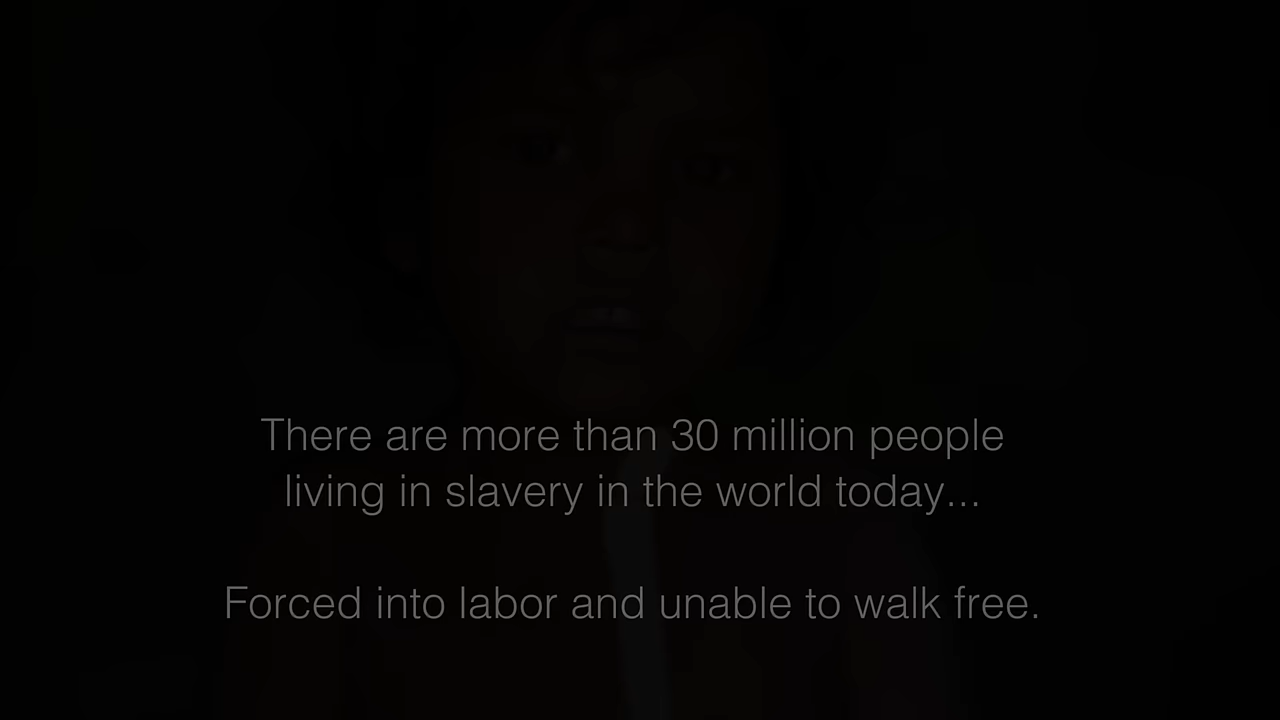 There are more than 30 million people
living in slavery in the world today...
Forced into labor and unable to walk free.